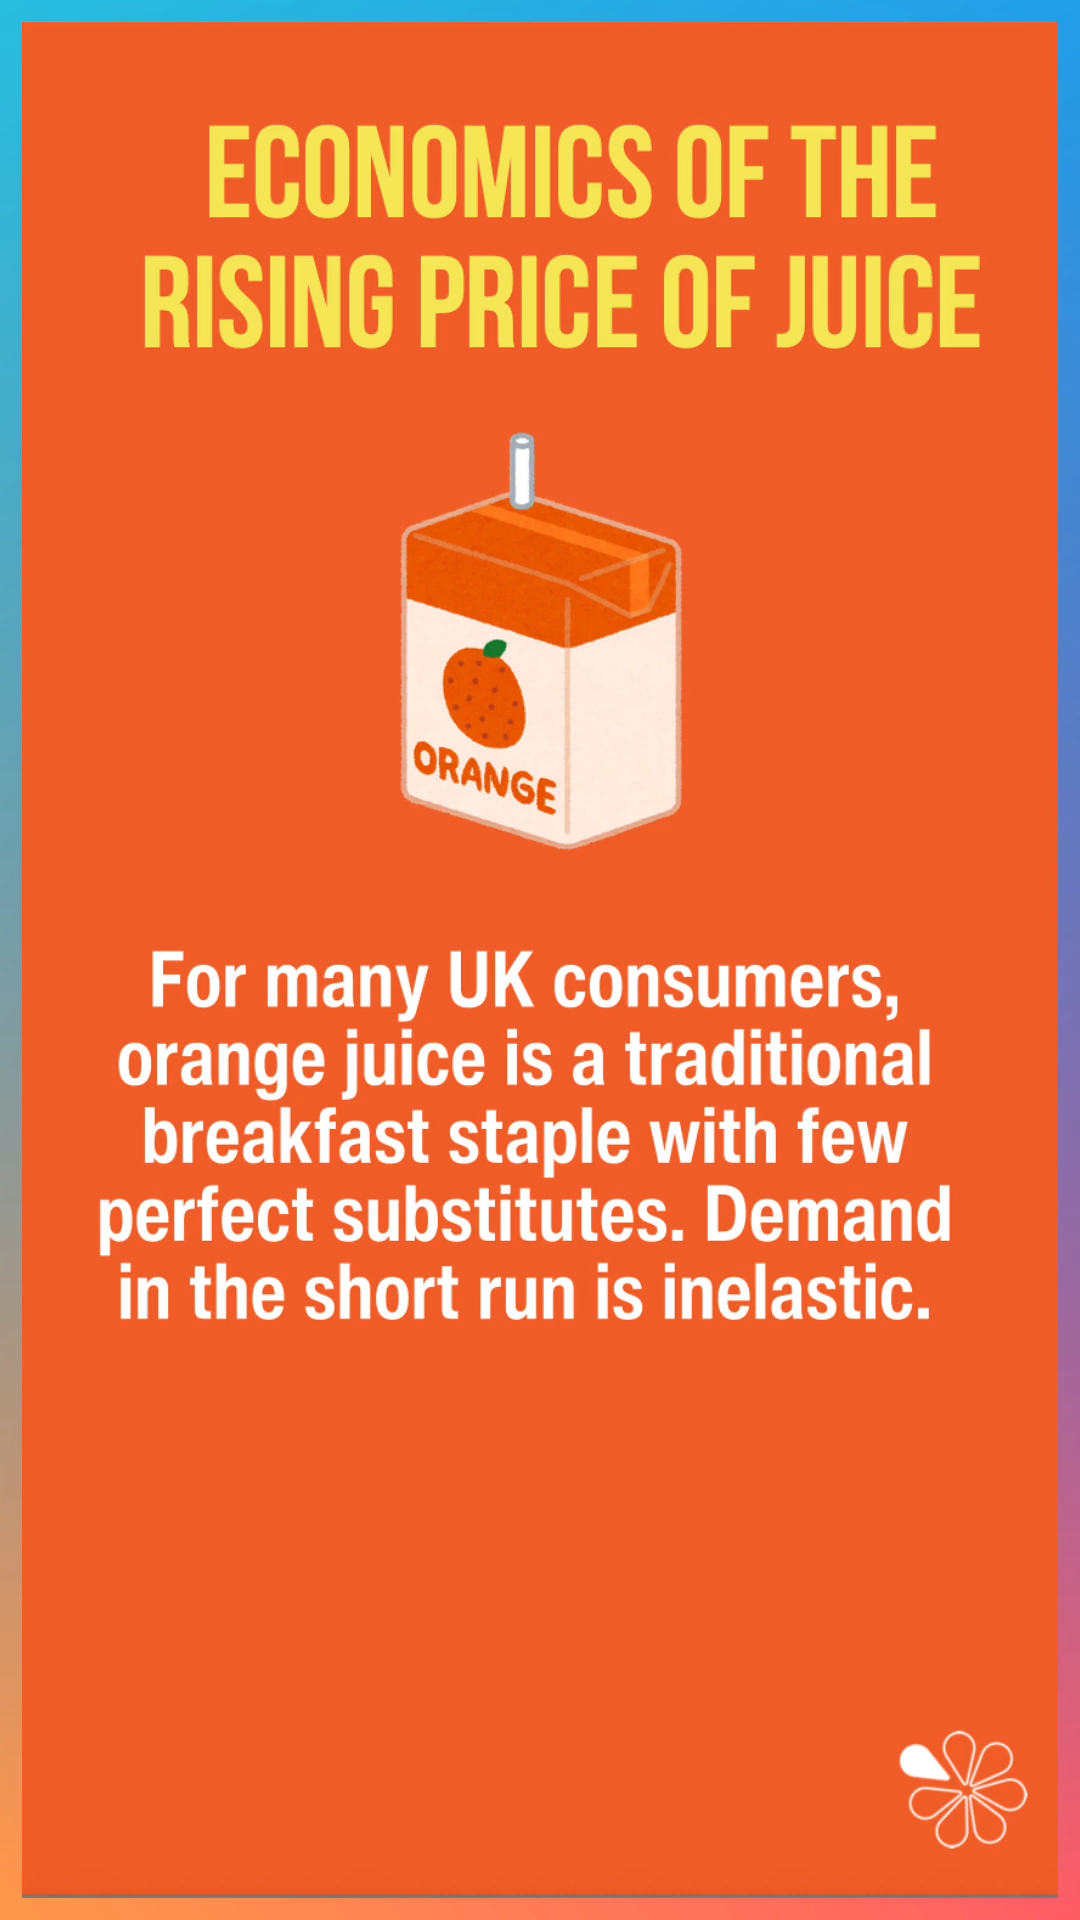 ECONOMICS OF THE
RISING PRICE OF JUICE
ORANGE
For many UK consumers,
orange juice is a traditional
breakfast staple with few
perfect substitutes. Demand
in the short run is inelastic.